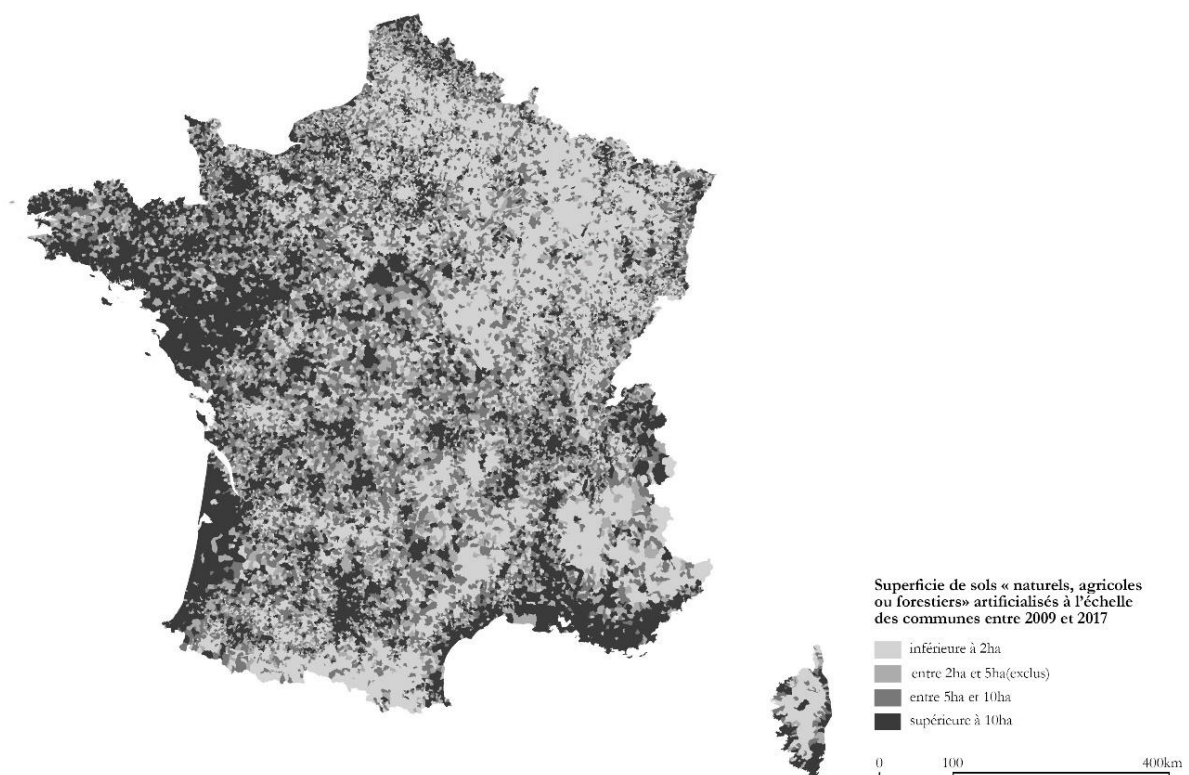 Superficie de sols « naturels, agricoles
ou forestiers» artificialisés à l'échelle
des communes entre 2009 et 2017
inférieure à 2ha
entre 2ha et 5ha(exclus)
entre 5ha et 10ha
supérieure à 10ha
0 100 400km